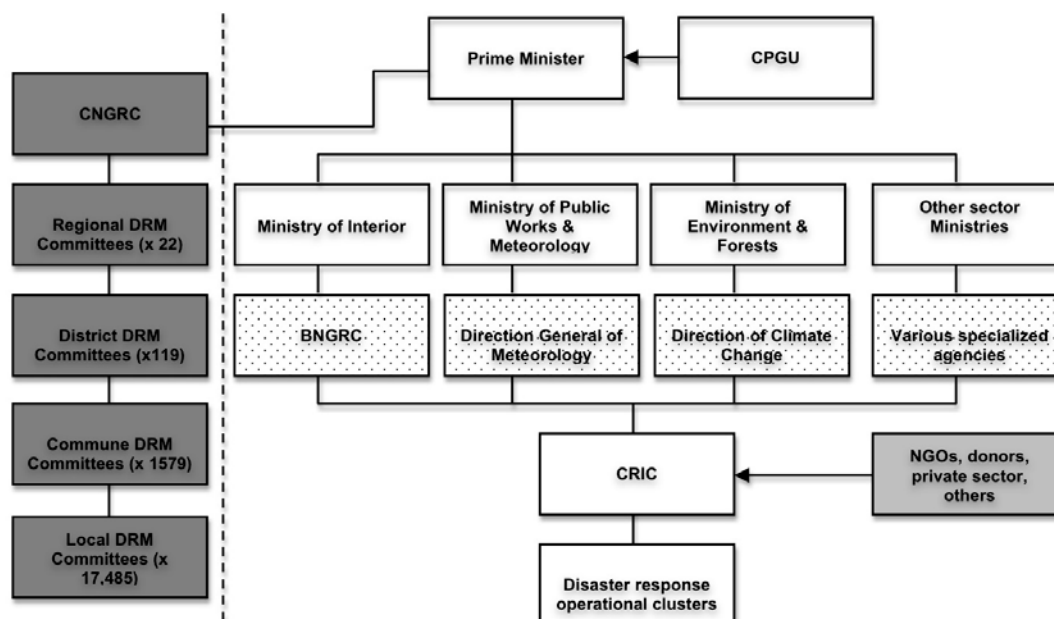 Prime Minister
CPGU
CNGRC
Regional DRM
Committees (x 22)
Ministry of Interior
Ministry of Public
Works &
Meteorology
Ministry of
Environment &
Forests
Other sector
Ministries
District DRM
Committees (x119)
BNGRC
Direction General of
Meteorology
Direction of Climate
Change
Various specialized
agencies
Commune DRM
Committees (x 1579)
CRIC
NGOs, donors,
private sector,
others
Local DRM
Committees (x
17,485)
Disaster response
operational clusters